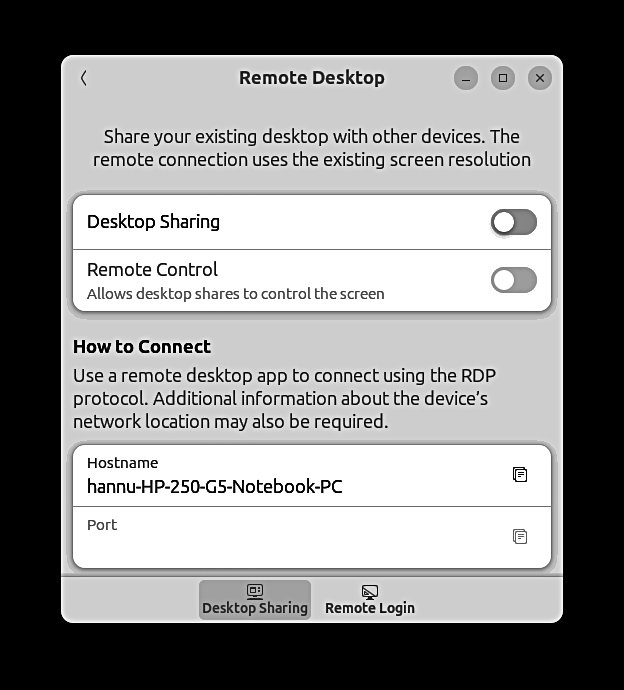 Remote Desktop
Share your existing desktop with other devices. The
remote connection uses the existing screen resolution
Desktop Sharing
Remote Control
Allows desktop shares to control the screen
How to Connect
Use a remote desktop app to connect using the RDP
protocol. Additional information about the device’s
network location may also be required.
Hostname
hannu-HP-250-G5-Notebook-PC
Port
Desktop Sharing
Remote Login